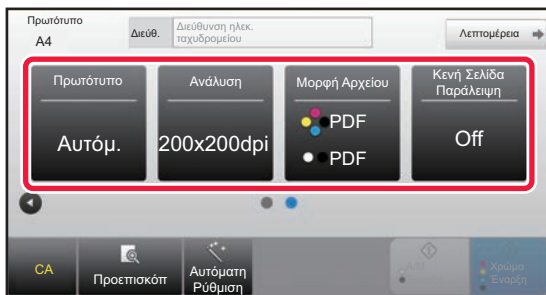 Πρωτότυπο
A4
Διεύθ.
Διεύθυνση ηλεκ.
ταχυδρομείου
Λεπτομέρεια
Πρωτότυπο
Αυτόμ.
Ανάλυση
200x200dpi
Μορφή Αρχείου
PDF
PDF
Κενή Σελίδα
Παράλειψη
Off
CA
Προεπισκόπ
Αυτόματη
Ρύθμιση
Χρώμα
Έναρξη